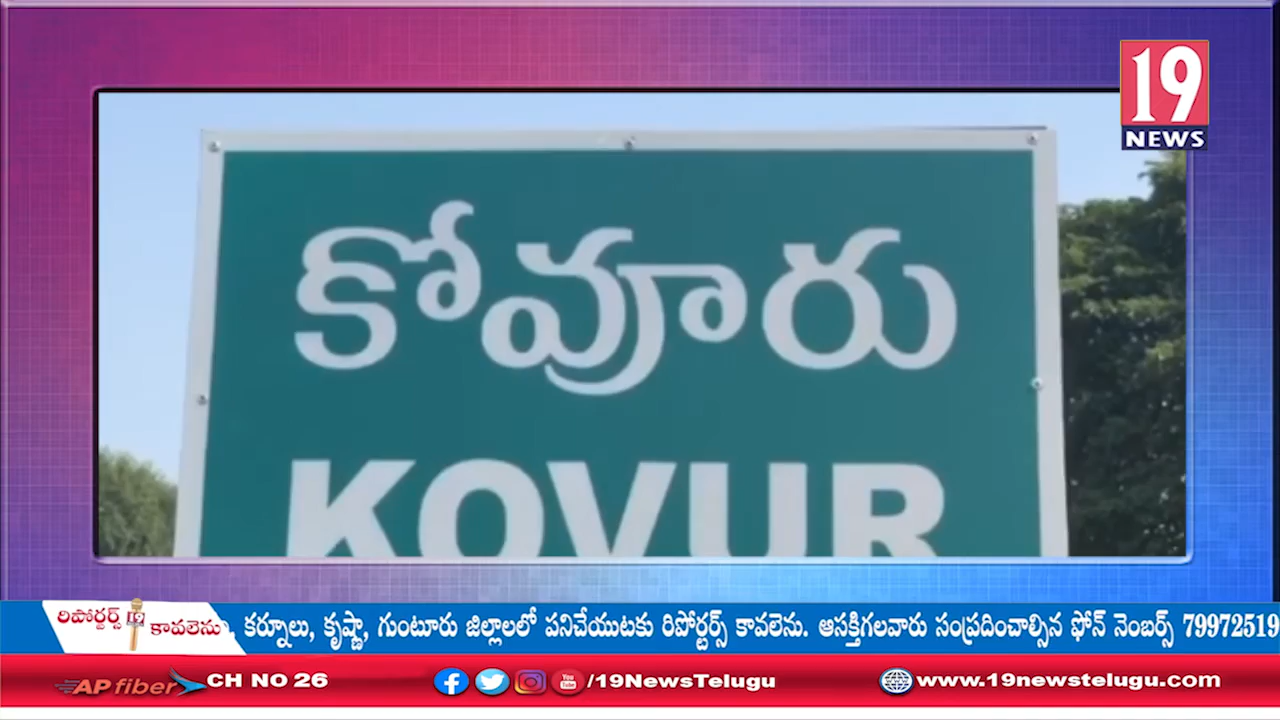 19
NEWS
కోవూరు
KOVUR
రిపోర్టర్స్ 19 కావలెను
, కర్నూలు, కృష్ణా, గుంటూరు జిల్లాలలో పనిచేయుటకు రిపోర్టర్స్ కావలెను. ఆసక్తిగలవారు సంప్రదించాల్సిన ఫోన్ నెంబర్స్ 79972519
AP fiber CH NO 26
/19NewsTelugu
www.19newstelugu.com